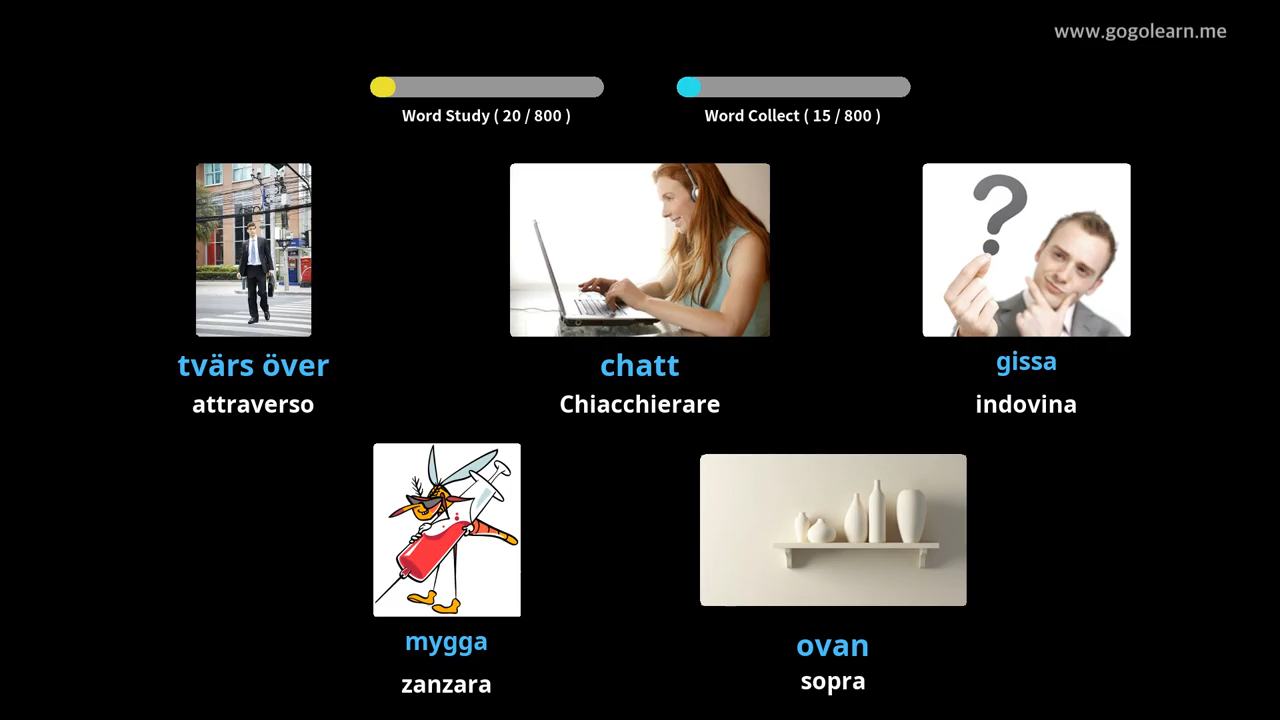 www.gogolearn.me
Word Study ( 20 / 800 )
Word Collect ( 15 / 800 )
tvärs över
attraverso
chatt
Chiacchierare
gissa
indovina
mygga
zanzara
ovan
sopra